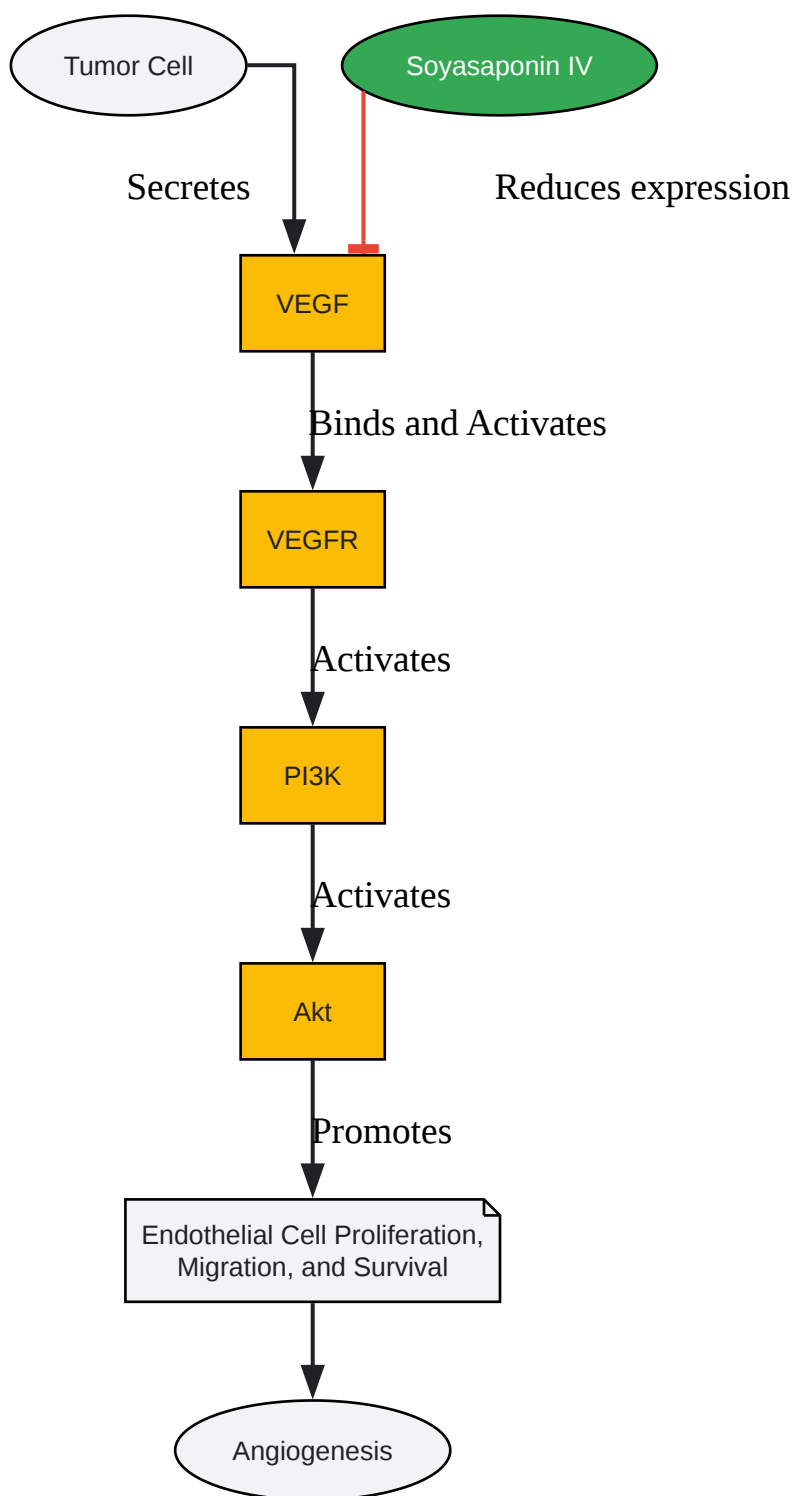 Tumor Cell
Soyasaponin IV
Secretes
Reduces expression
VEGF
Binds and Activates
VEGFR
Activates
PI3K
Activates
Akt
Promotes
Endothelial Cell Proliferation,
Migration, and Survival
Angiogenesis